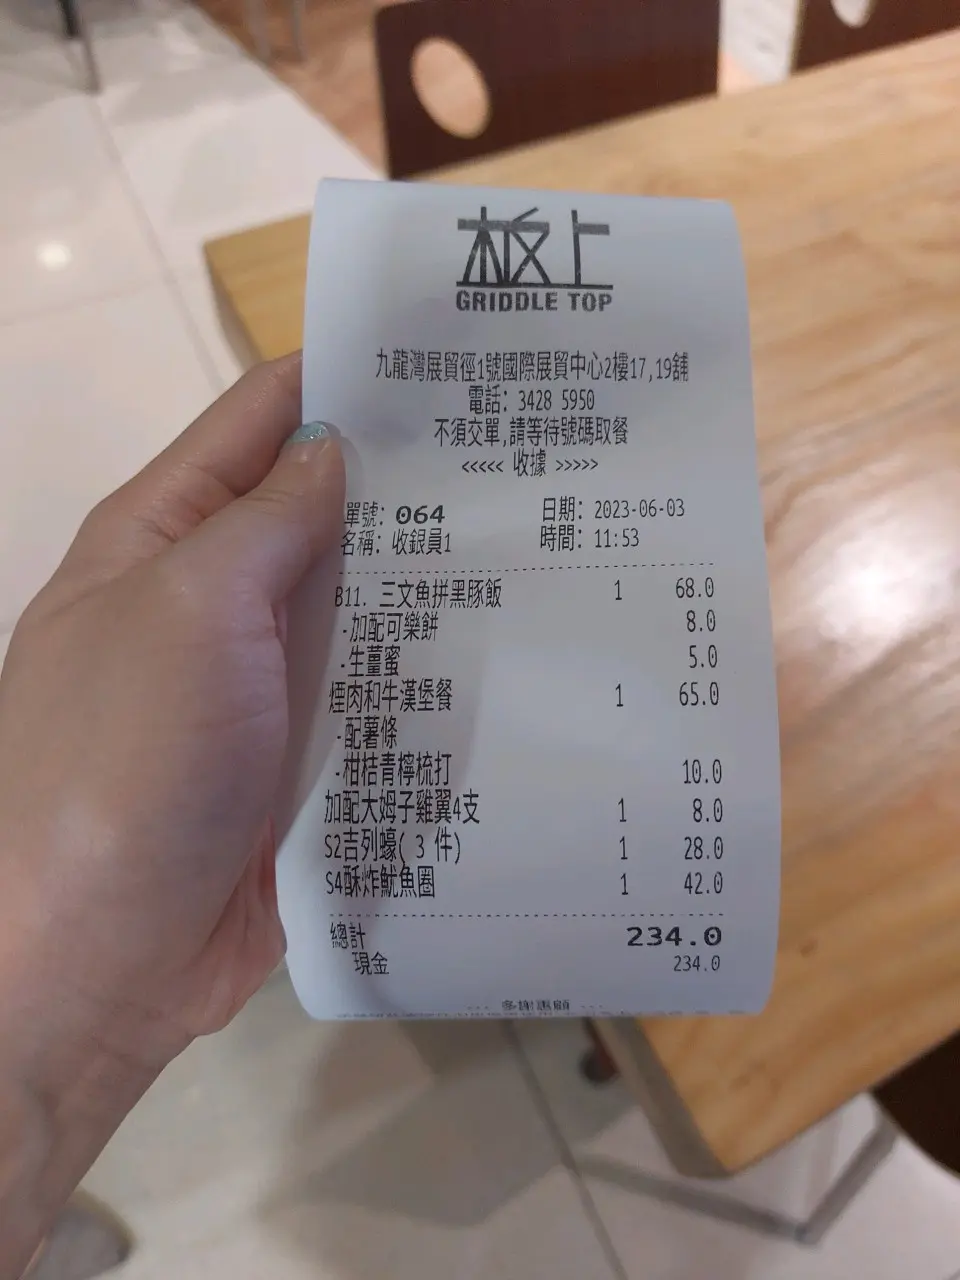 板上
GRIDDLE TOP
九龍灣展貿徑1號國際展貿中心2樓17,19舖
電話: 3428 5950
不須交單,請等待號碼取餐
<<<<< 收據 >>>>>
單號: 064 日期: 2023-06-03
名稱: 收銀員1 時間: 11:53
B11. 三文魚拼黑豚飯 1 68.0
-加配可樂餅 8.0
-生薑蜜 5.0
煙肉和牛漢堡餐 1 65.0
-配薯條
-柑桔青檸梳打 10.0
加配大姆子雞翼4支 1 8.0
S2吉列蠔( 3 件) 1 28.0
S4酥炸魷魚圈 1 42.0
總計 234.0
現金 234.0
--- 多謝惠顧 ---